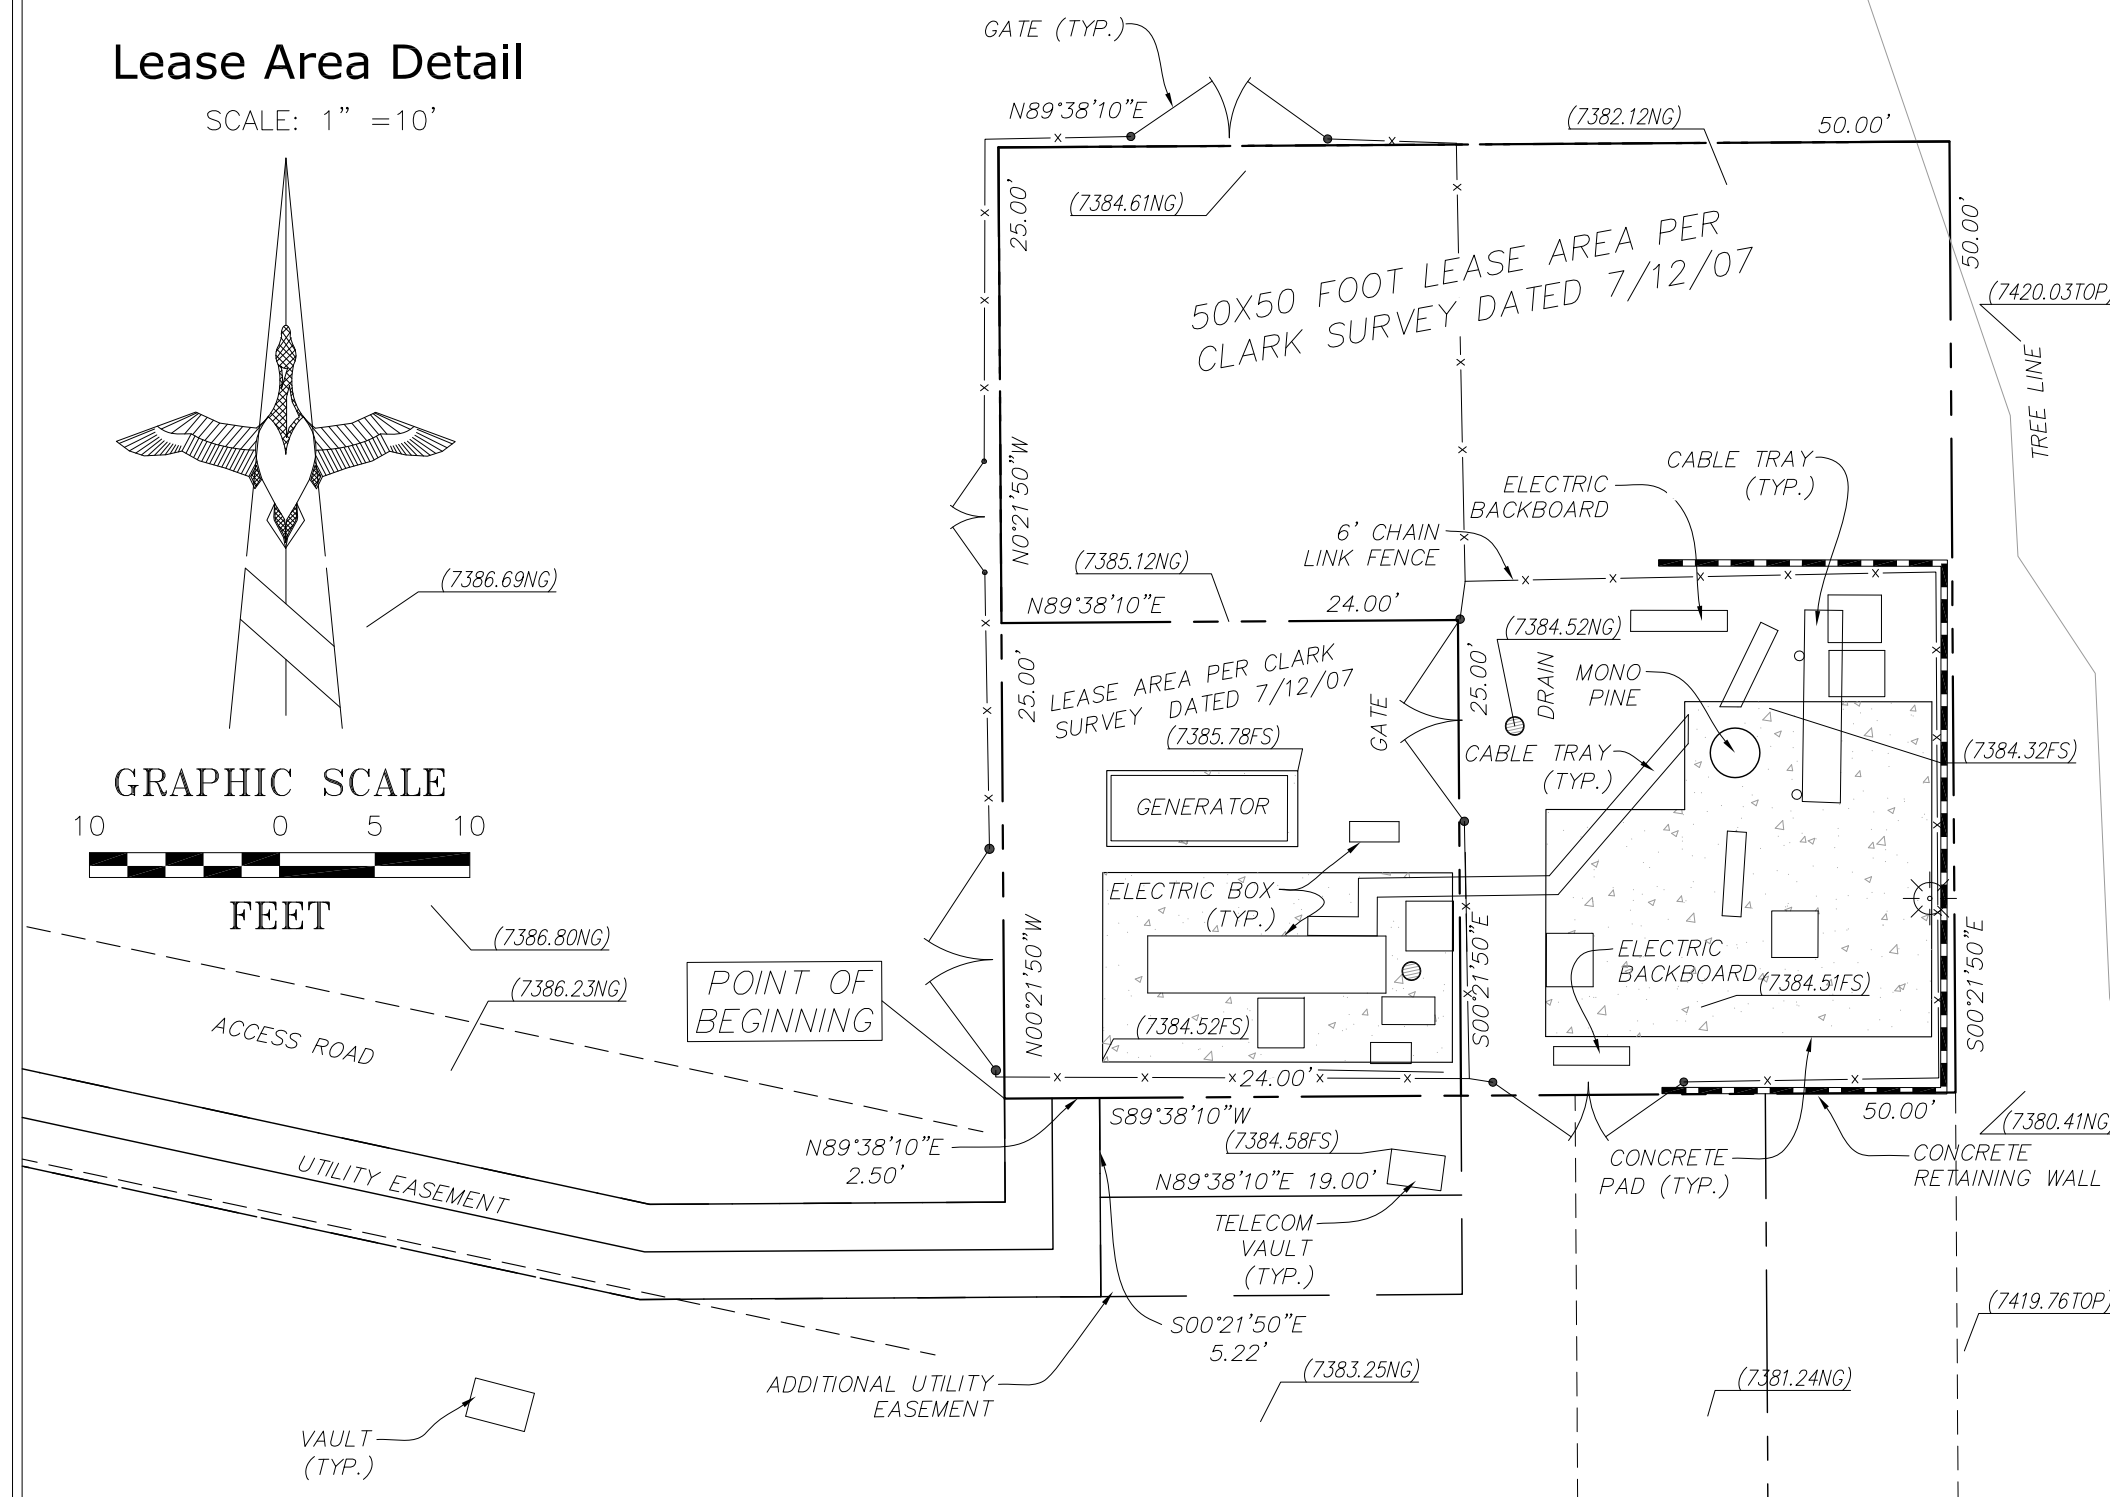 Lease Area Detail
SCALE: 1" =10'
GATE (TYP.)
N89°38'10"E
(7382.12NG)
50.00'
25.00'
(7384.61NG)
50.00'
50X50 FOOT LEASE AREA PER
CLARK SURVEY DATED 7/12/07
(7420.03TOP)
TREE LINE
N0°21'50"W
CABLE TRAY
(TYP.)
ELECTRIC
BACKBOARD
6' CHAIN
LINK FENCE
(7385.12NG)
(7386.69NG)
N89°38'10"E
24.00'
(7384.52NG)
25.00'
LEASE AREA PER CLARK
SURVEY DATED 7/12/07
25.00'
GATE
DRAIN
MONO
PINE
(7385.78FS)
CABLE TRAY
(TYP.)
(7384.32FS)
GRAPHIC SCALE
10 0 5 10
FEET
GENERATOR
ELECTRIC BOX
(TYP.)
(7386.80NG)
(7386.23NG)
POINT OF
BEGINNING
N00°21'50"W
S00°21'50"E
ELECTRIC
BACKBOARD
(7384.51FS)
S00°21'50"E
ACCESS ROAD
(7384.52FS)
24.00'
S89°38'10"W
50.00'
(7380.41NG)
N89°38'10"E
2.50'
(7384.58FS)
CONCRETE
PAD (TYP.)
CONCRETE
RETAINING WALL
UTILITY EASEMENT
N89°38'10"E 19.00'
TELECOM
VAULT
(TYP.)
S00°21'50"E
5.22'
(7419.76TOP)
(7383.25NG)
(7381.24NG)
ADDITIONAL UTILITY
EASEMENT
VAULT
(TYP.)